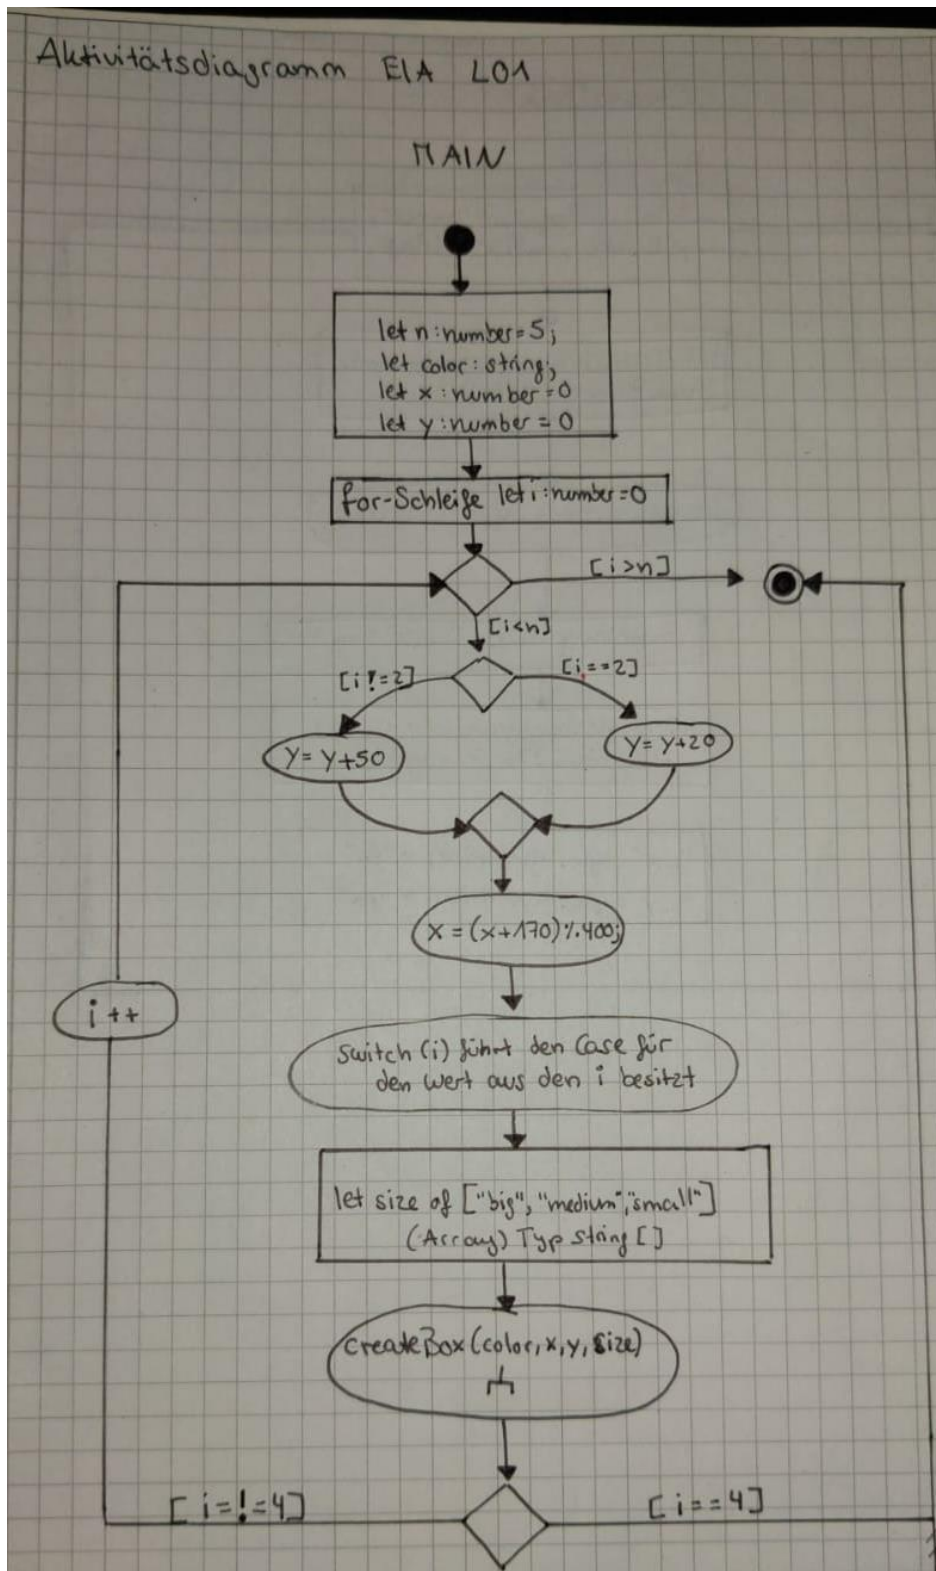 Aktivitätsdiagramm EIA L01
MAIN
let n:number=5;
let color: string;
let x:number=0
let y:number=0
for-Schleife let i:number=0
[i>n]
[i<n]
[i!=2]
[i==2]
y= y+50
y= y+20
x=(x+170)%400;
i++
switch (i) führt den Case für
den Wert aus den i besitzt
let size of ["big", "medium","small"]
(Array) Typ string[]
createBox(color,x,y,size)
[i=!=4]
[i==4]